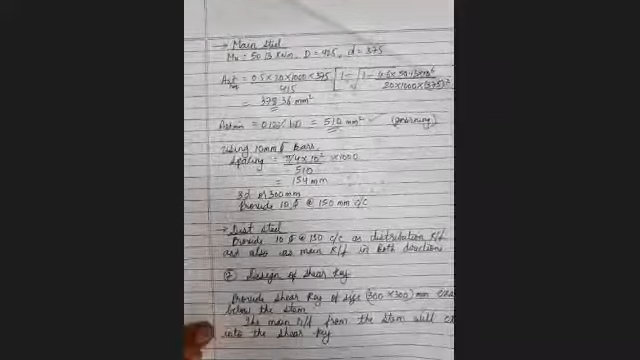 → Main Steel
Mu = 50.13 kNm, D = 425, d = 375
Ast req = 0.5 × 20 × 1000 × 375 / 415 [1 - √1 - 4.6 × 50.13 × 10⁶ / 20 × 1000 × (375)²
= 378.36 mm²
Astmin = 0.12% bD = 510 mm² ✓ (governing)
Using 10mm ϕ bars,
Spacing = π/4 × 10² / 510 × 1000
= 154 mm
3d or 300mm
Provide 10 ϕ @ 150 mm c/c
→ Dist Steel
Provide 10 ϕ @ 150 c/c as distribution r/f
and also as main r/f in both directions
Design of Shear Key
Provide Shear Key of size (300 × 300) mm
below the Stem
The main r/f from the stem will
into the Shear Key